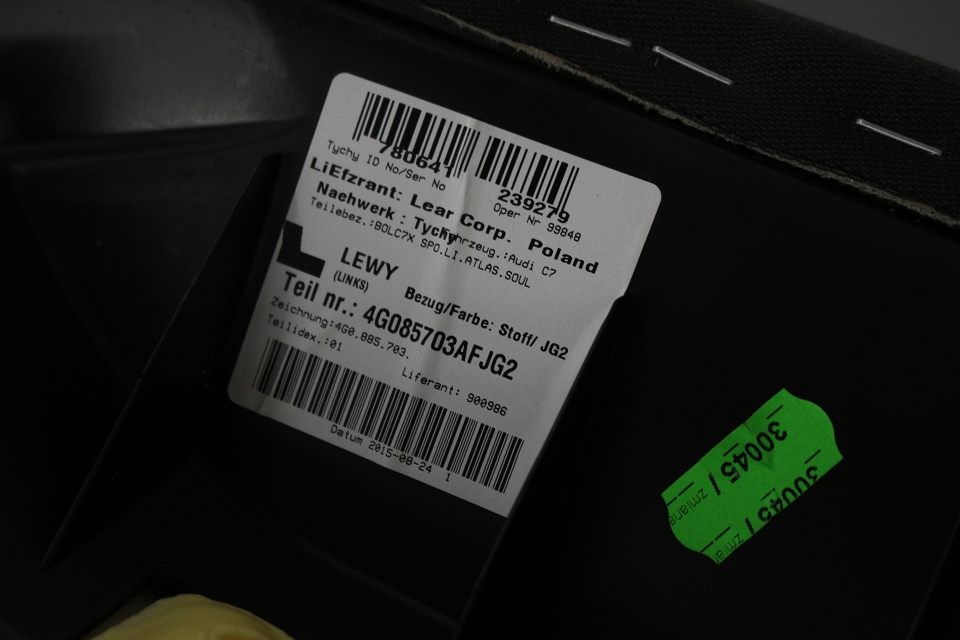 780641
239279
Tychy ID No/Ser No
Oper Nr 99848
LiEfzrant: Lear Corp. Poland
Naehwerk : Tychy
Fahrzeug.:Audi C7
Teilebez.:BOLC7X SPO.LI.ATLAS.SOUL
L
LEWY
(LINKS)
Bezug/Farbe: Stoff/ JG2
Teil nr.: 4G085703AFJG2
Zeichnung:4G0.885.703.
Teilidex.:01
Liferant: 900986
Datum 2015-08-24 1
30045 /
zmiana
30045 /